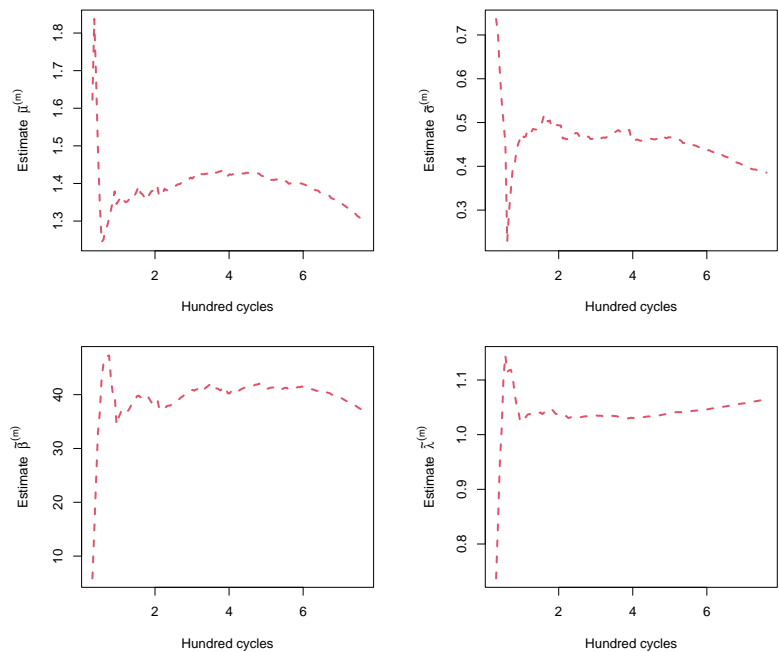 Estimate μ̃⁽ᵐ⁾
1.3 1.4 1.5 1.6 1.7 1.8
2 4 6
Hundred cycles
Estimate σ̃⁽ᵐ⁾
0.3 0.4 0.5 0.6 0.7
2 4 6
Hundred cycles
Estimate β̃⁽ᵐ⁾
10 20 30 40
2 4 6
Hundred cycles
Estimate λ̃⁽ᵐ⁾
0.8 0.9 1.0 1.1
2 4 6
Hundred cycles